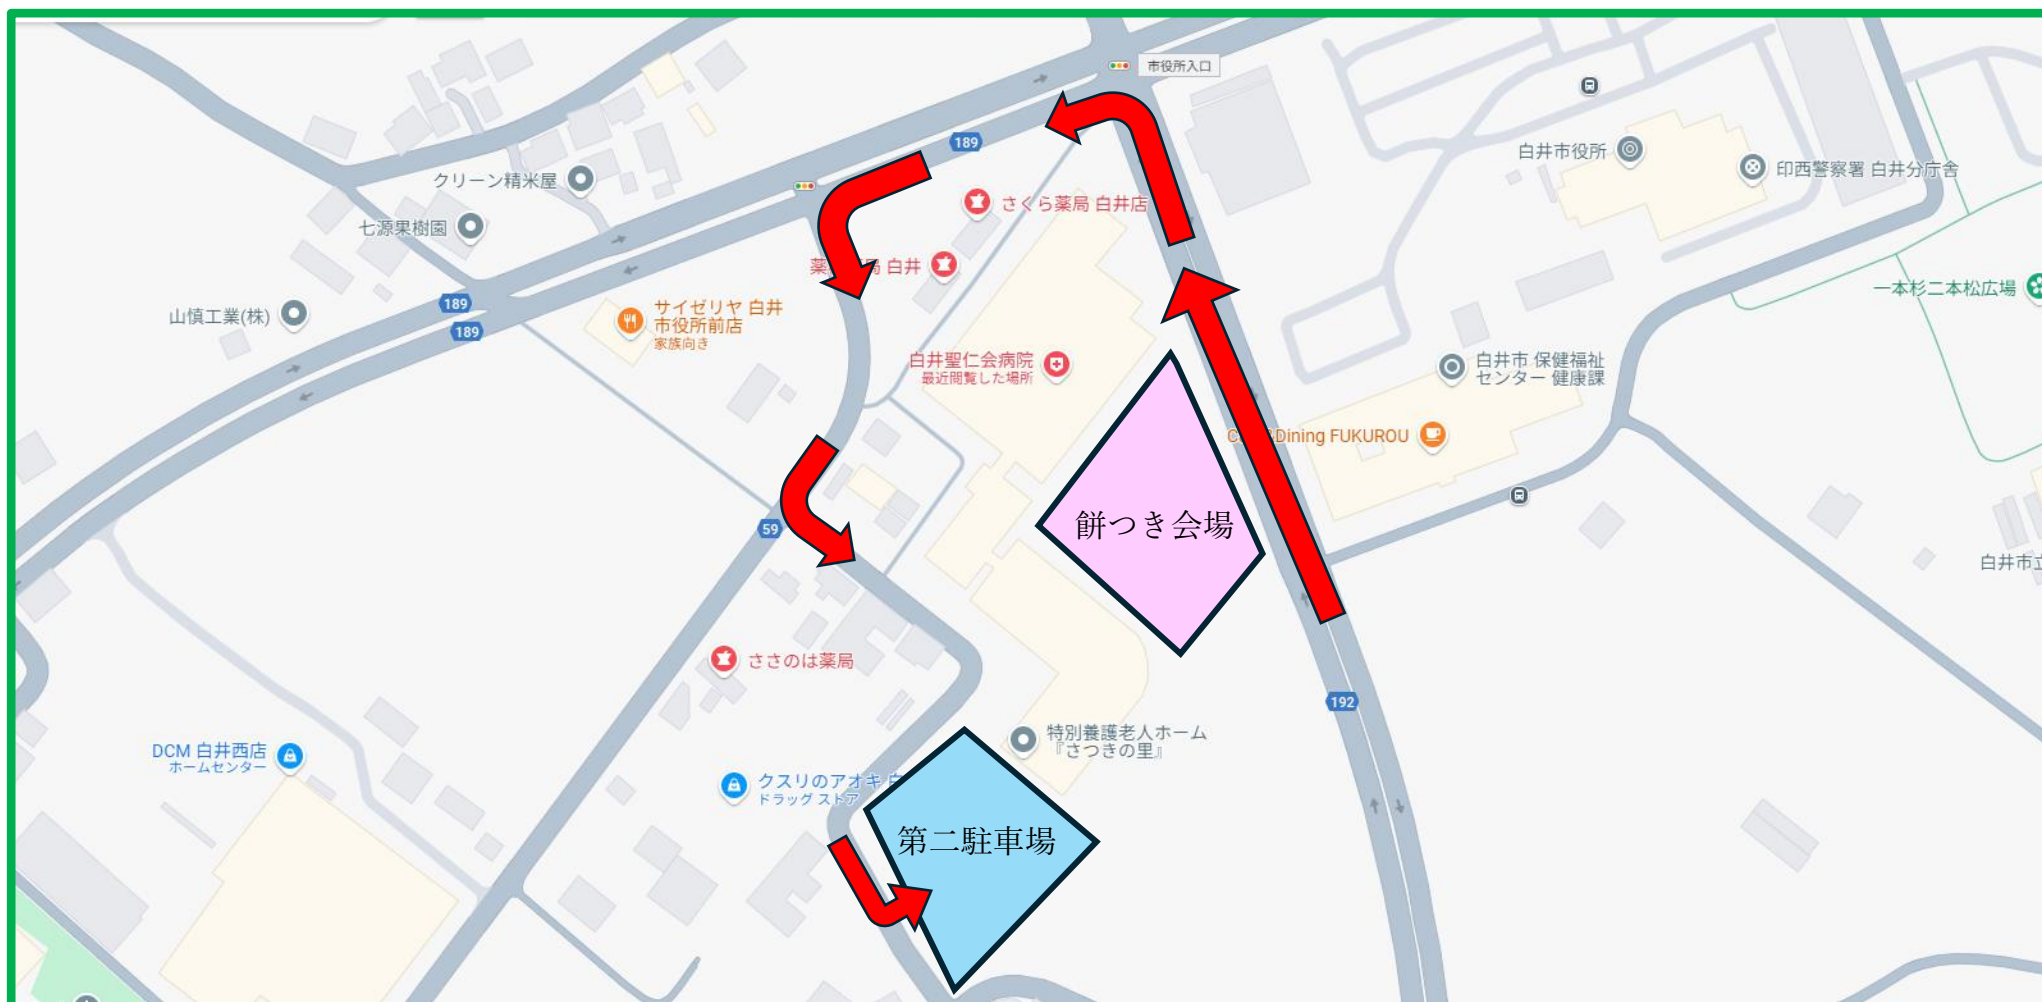 市役所入口
189
白井市役所
印西警察署 白井分庁舎
クリーン精米屋
さくら薬局 白井店
七源果樹園
局 白井
一本杉二本松広場
189
サイゼリヤ 白井
市役所前店
家族向き
山慎工業(株)
189
白井聖仁会病院
最近閲覧した場所
白井市 保健福祉
センター 健康課
Dining FUKUROU
59
餅つき会場
白井市立
ささのは薬局
192
特別養護老人ホーム
『さつきの里』
DCM 白井西店
ホームセンター
クスリのアオキ
ドラッグ ストア
第二駐車場